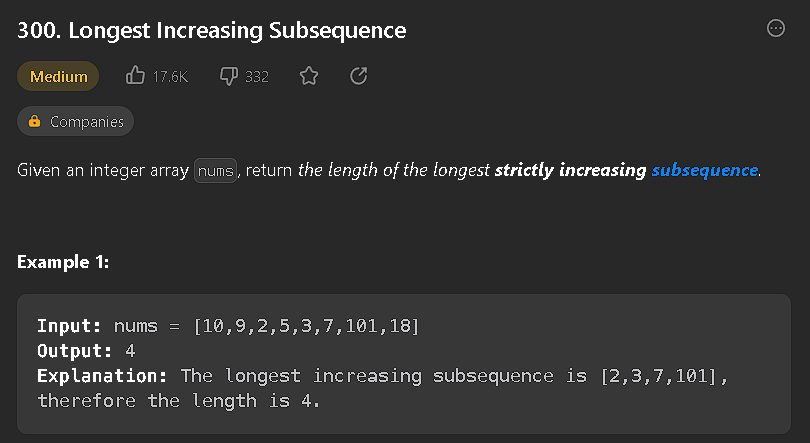 300. Longest Increasing Subsequence
Medium 17.6K 332
Companies
Given an integer array nums, return the length of the longest strictly increasing subsequence.
Example 1:
Input: nums = [10,9,2,5,3,7,101,18]
Output: 4
Explanation: The longest increasing subsequence is [2,3,7,101],
therefore the length is 4.